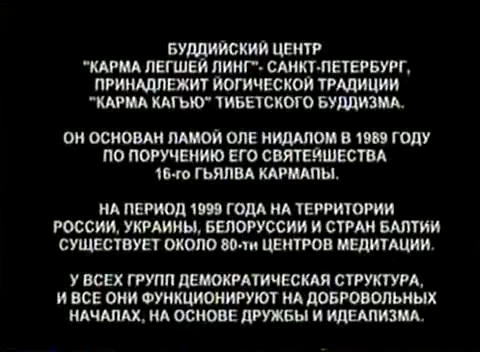 БУДДИЙСКИЙ ЦЕНТР
"КАРМА ЛЕГШЕЙ ЛИНГ"- САНКТ-ПЕТЕРБУРГ,
ПРИНАДЛЕЖИТ ЙОГИЧЕСКОЙ ТРАДИЦИИ
"КАРМА КАГЬЮ" ТИБЕТСКОГО БУДДИЗМА.
ОН ОСНОВАН ЛАМОЙ ОЛЕ НИДАЛОМ В 1989 ГОДУ
ПО ПОРУЧЕНИЮ ЕГО СВЯТЕЙШЕСТВА
16-го ГЬЯЛВА КАРМАПЫ.
НА ПЕРИОД 1999 ГОДА НА ТЕРРИТОРИИ
РОССИИ, УКРАИНЫ, БЕЛОРУССИИ И СТРАН БАЛТИИ
СУЩЕСТВУЕТ ОКОЛО 80-ти ЦЕНТРОВ МЕДИТАЦИИ.
У ВСЕХ ГРУПП ДЕМОКРАТИЧЕСКАЯ СТРУКТУРА,
И ВСЕ ОНИ ФУНКЦИОНИРУЮТ НА ДОБРОВОЛЬНЫХ
НАЧАЛАХ, НА ОСНОВЕ ДРУЖБЫ И ИДЕАЛИЗМА.